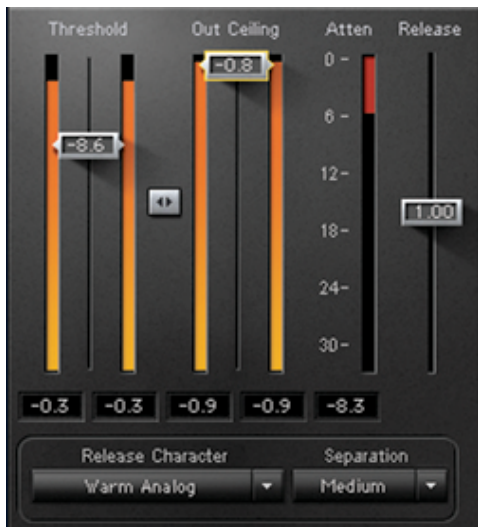 Threshold Out Ceiling Atten Release
0-
-0.8
6-
-8.6
12-
1.00
18-
24-
30-
-0.3 -0.3 -0.9 -0.9 -8.3
Release Character Separation
Warm Analog Medium